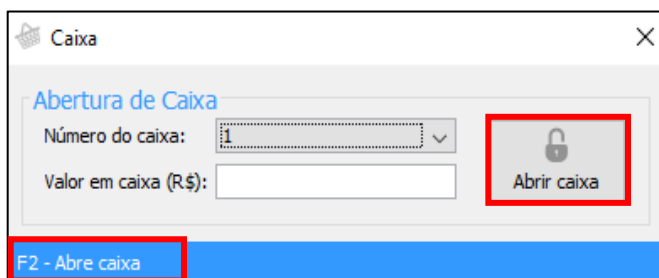 Caixa
Abertura de Caixa
Número do caixa: 1
Valor em caixa (R$):
Abrir caixa
F2 - Abre caixa